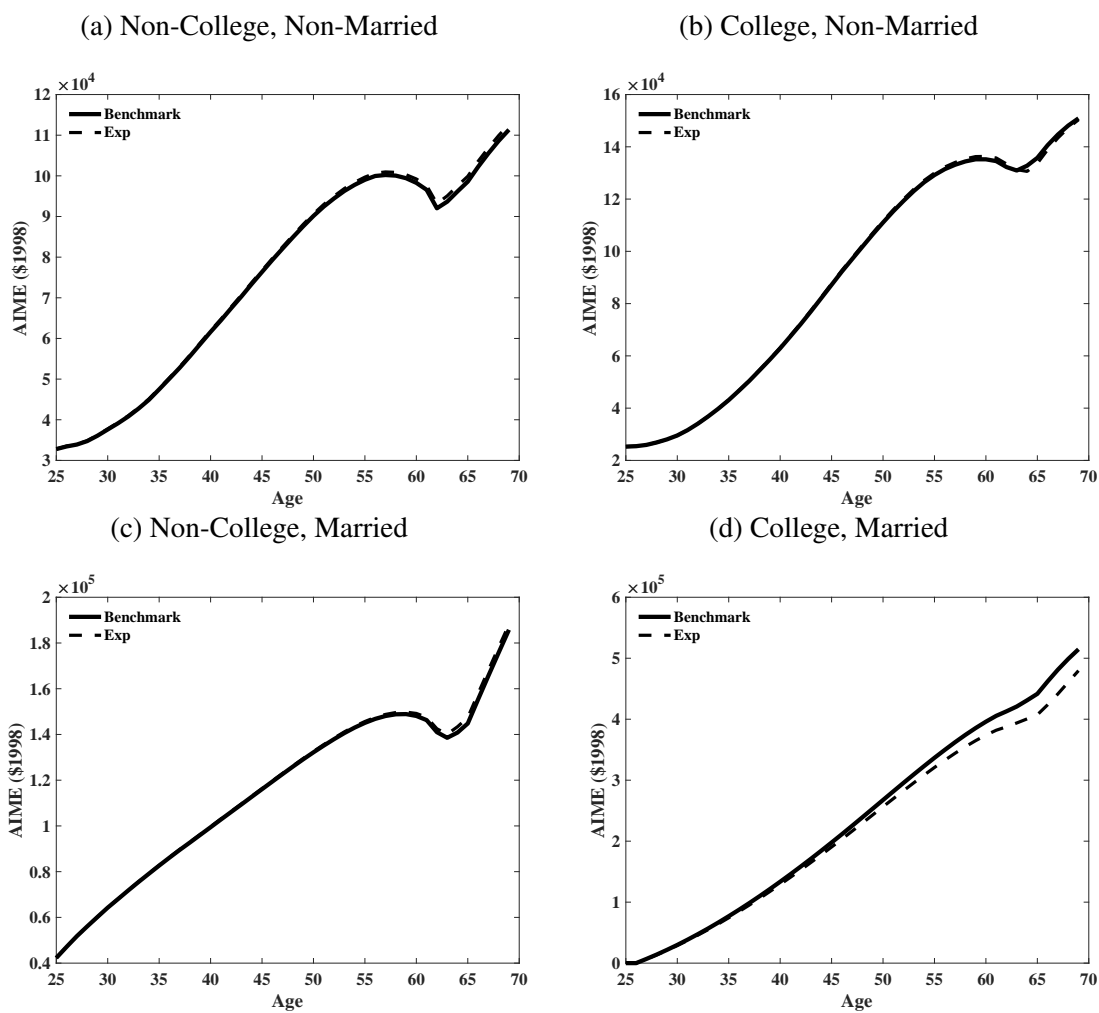 (a) Non-College, Non-Married
×10^4
12
11
10
9
8
7
6
5
4
3
25 30 35 40 45 50 55 60 65 70
Age
AIME ($1998)
Benchmark
Exp
(b) College, Non-Married
×10^4
16
14
12
10
8
6
4
2
25 30 35 40 45 50 55 60 65 70
Age
AIME ($1998)
Benchmark
Exp
(c) Non-College, Married
×10^5
2
1.8
1.6
1.4
1.2
1
0.8
0.6
0.4
25 30 35 40 45 50 55 60 65 70
Age
AIME ($1998)
Benchmark
Exp
(d) College, Married
×10^5
6
5
4
3
2
1
0
25 30 35 40 45 50 55 60 65 70
Age
AIME ($1998)
Benchmark
Exp